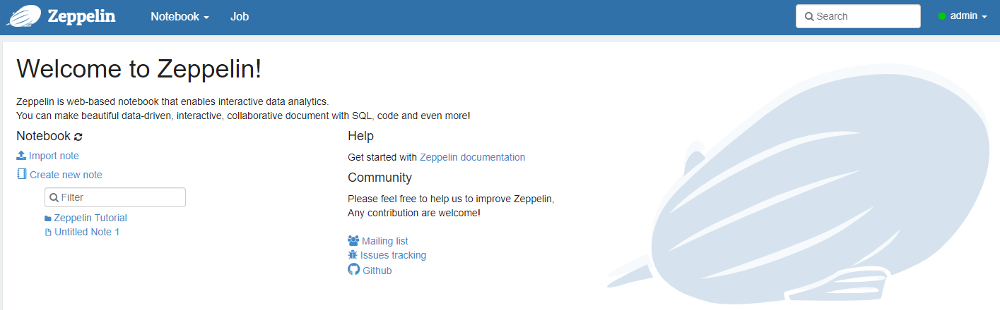 Zeppelin
Notebook
Job
Search
admin
Welcome to Zeppelin!
Zeppelin is web-based notebook that enables interactive data analytics.
You can make beautiful data-driven, interactive, collaborative document with SQL, code and even more!
Notebook
Import note
Create new note
Filter
Zeppelin Tutorial
Untitled Note 1
Help
Get started with Zeppelin documentation
Community
Please feel free to help us to improve Zeppelin,
Any contribution are welcome!
Mailing list
Issues tracking
Github